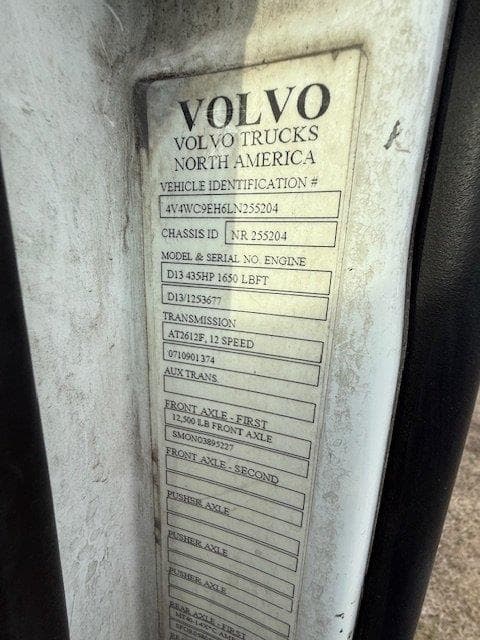 VOLVO
VOLVO TRUCKS
NORTH AMERICA
VEHICLE IDENTIFICATION #
4V4WC9EH6LN255204
CHASSIS ID NR 255204
MODEL & SERIAL NO. ENGINE
D13 435HP 1650 LBFT
D13/1253677
TRANSMISSION
AT2612F, 12 SPEED
0710901374
AUX TRANS.
FRONT AXLE - FIRST
12,500 LB FRONT AXLE
SMON03895227
FRONT AXLE - SECOND
PUSHER AXLE
PUSHER AXLE
PUSHER AXLE
REAR AXLE - FIRST